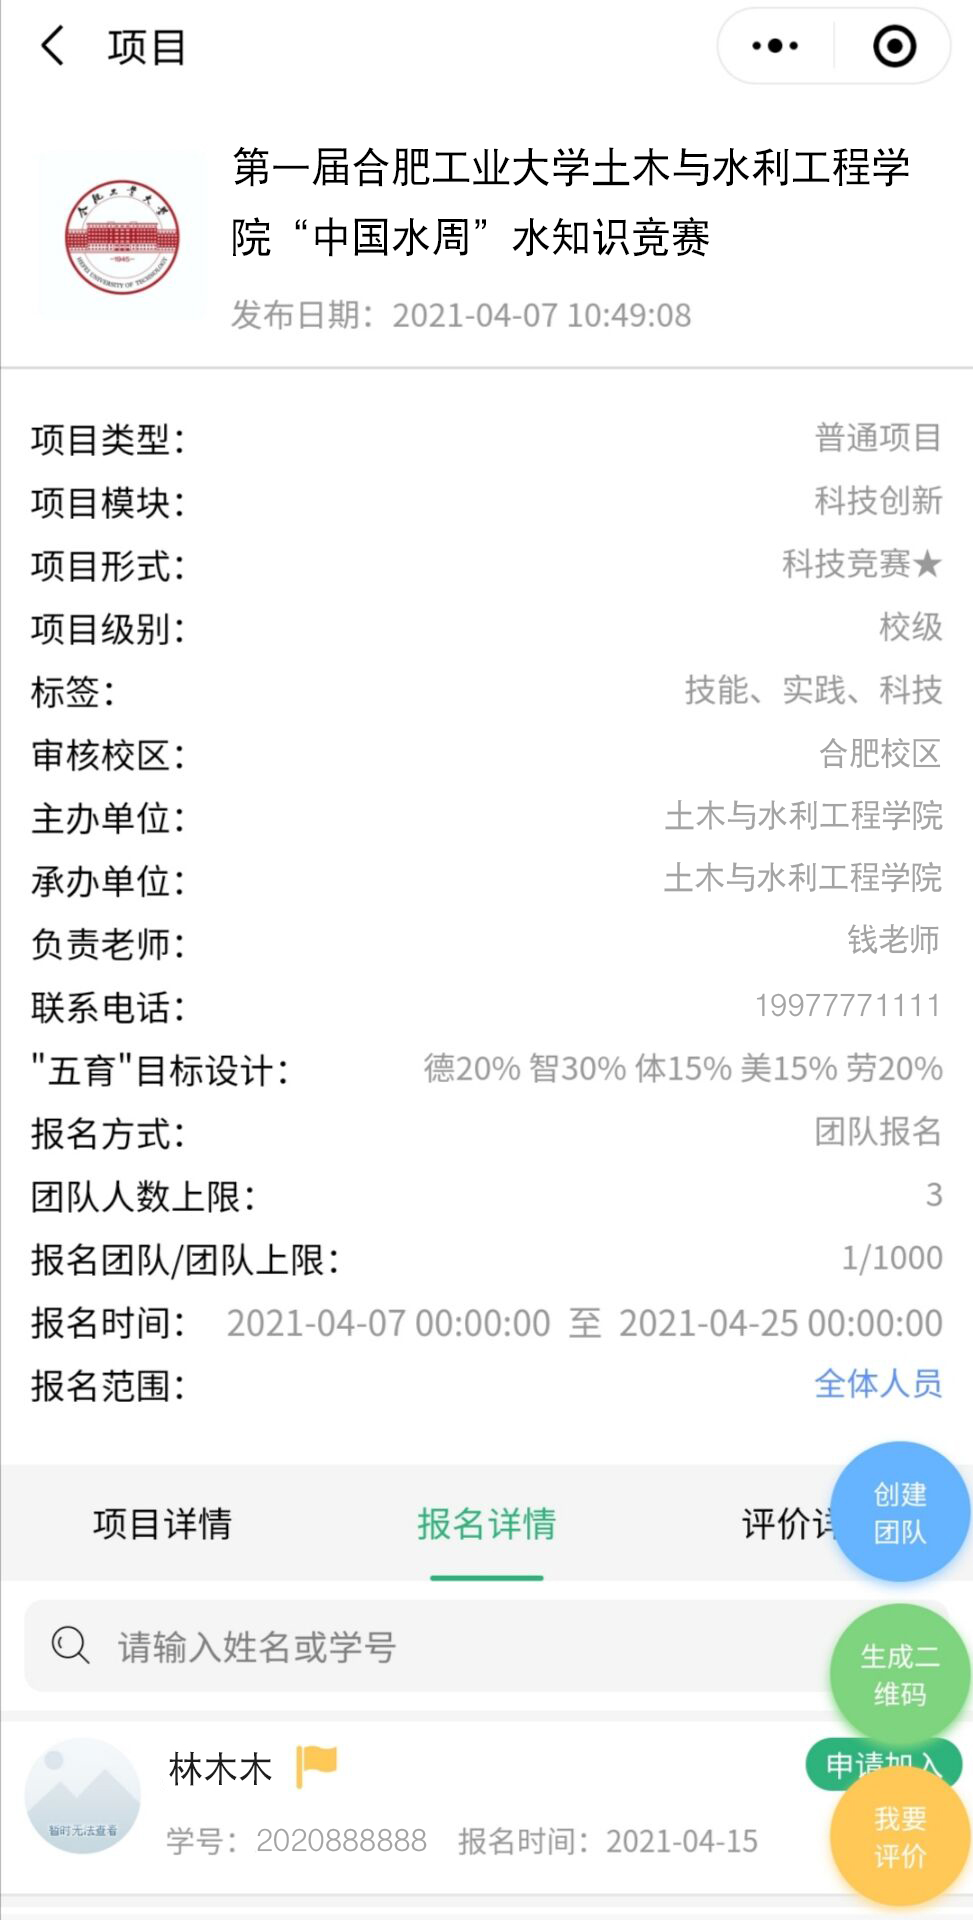 项目
合肥工业大学
-1945-
HEFEI UNIVERSITY OF TECHNOLOGY
第一届合肥工业大学土木与水利工程学
院“中国水周”水知识竞赛
发布日期：2021-04-07 10:49:08
项目类型： 普通项目
项目模块： 科技创新
项目形式： 科技竞赛★
项目级别： 校级
标签： 技能、实践、科技
审核校区： 合肥校区
主办单位： 土木与水利工程学院
承办单位： 土木与水利工程学院
负责老师： 钱老师
联系电话： 19977771111
"五育"目标设计： 德20% 智30% 体15% 美15% 劳20%
报名方式： 团队报名
团队人数上限： 3
报名团队/团队上限： 1/1000
报名时间： 2021-04-07 00:00:00 至 2021-04-25 00:00:00
报名范围： 全体人员
项目详情 报名详情 评价详
创建
团队
请输入姓名或学号
生成二
维码
林木木 申请加入
暂时无法查看
学号：2020888888 报名时间：2021-04-15
我要
评价